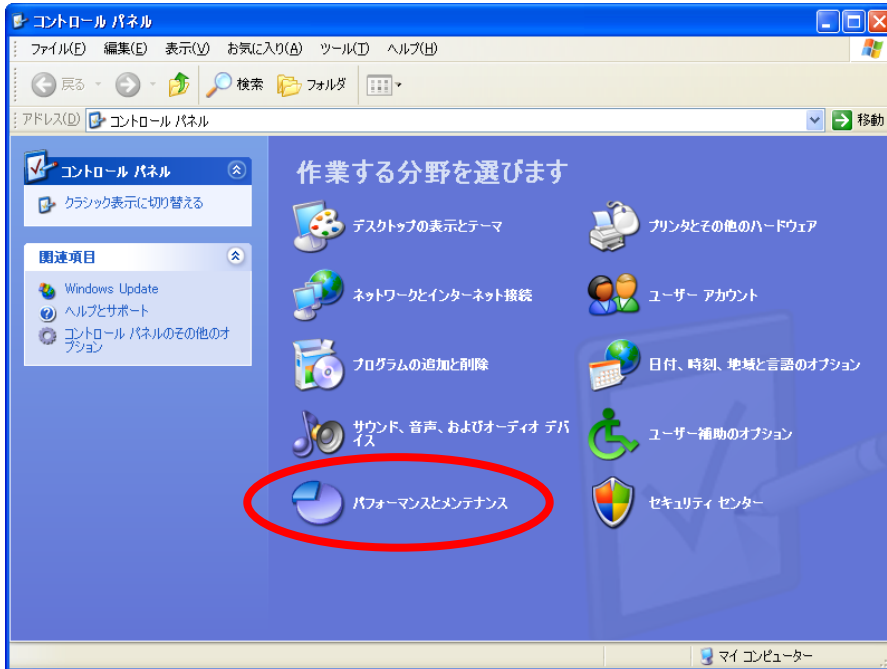 コントロール パネル
ファイル(F) 編集(E) 表示(V) お気に入り(A) ツール(T) ヘルプ(H)
戻る 検索 フォルダ
アドレス(D) コントロール パネル 移動
コントロール パネル
クラシック表示に切り替える
関連項目
Windows Update
ヘルプとサポート
コントロール パネルのその他のオ
プション
作業する分野を選びます
デスクトップの表示とテーマ
プリンタとその他のハードウェア
ネットワークとインターネット接続
ユーザー アカウント
プログラムの追加と削除
日付、時刻、地域と言語のオプション
サウンド、音声、およびオーディオ デバ
イス
ユーザー補助のオプション
パフォーマンスとメンテナンス
セキュリティ センター
マイ コンピューター